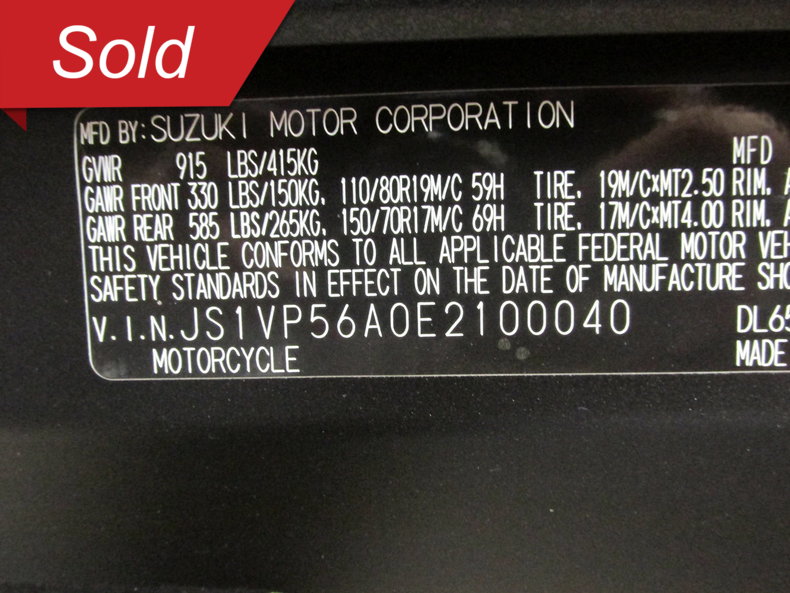 Sold
MFD BY: SUZUKI MOTOR CORPORATION
MFD
GVWR 915 LBS/415KG
GAWR FRONT 330 LBS/150KG, 110/80R19M/C 59H TIRE, 19M/C×MT2.50 RIM,
GAWR REAR 585 LBS/265KG, 150/70R17M/C 69H TIRE, 17M/C×MT4.00 RIM,
THIS VEHICLE CONFORMS TO ALL APPLICABLE FEDERAL MOTOR VEH
SAFETY STANDARDS IN EFFECT ON THE DATE OF MANUFACTURE SHO
V.I.N. JS1VP56A0E2100040 DL65
MOTORCYCLE MADE